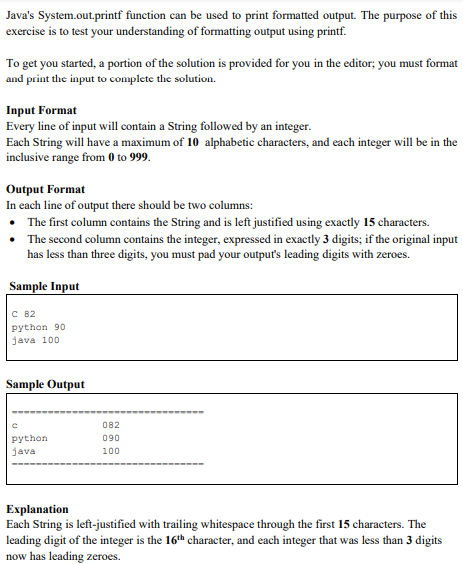 Java's System.out.printf function can be used to print formatted output. The purpose of this
exercise is to test your understanding of formatting output using printf.
To get you started, a portion of the solution is provided for you in the editor; you must format
and print the input to complete the solution.
Input Format
Every line of input will contain a String followed by an integer.
Each String will have a maximum of 10 alphabetic characters, and each integer will be in the
inclusive range from 0 to 999.
Output Format
In each line of output there should be two columns:
• The first column contains the String and is left justified using exactly 15 characters.
• The second column contains the integer, expressed in exactly 3 digits; if the original input
has less than three digits, you must pad your output's leading digits with zeroes.
Sample Input
C 82
python 90
java 100
Sample Output
================================
c 082
python 090
java 100
================================
Explanation
Each String is left-justified with trailing whitespace through the first 15 characters. The
leading digit of the integer is the 16th character, and each integer that was less than 3 digits
now has leading zeroes.